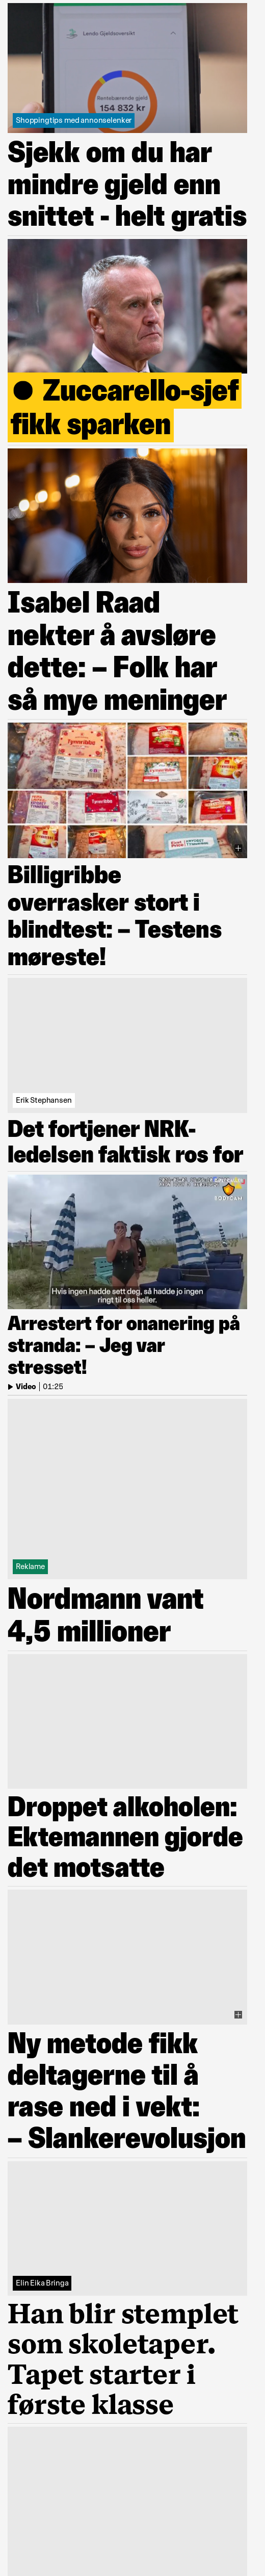 Lendo Gjeldsoversikt
Rentebærende gjeld
154 832 kr
Shoppingtips med annonselenker
Sjekk om du har
mindre gjeld enn
snittet - helt gratis
Zuccarello-sjef
fikk sparken
Isabel Raad
nekter å avsløre
dette: – Folk har
så mye meninger
Billigribbe
overrasker stort i
blindtest: – Testens
møreste!
Erik Stephansen
Det fortjener NRK-
ledelsen faktisk ros for
BODYCAM
Hvis ingen hadde sett deg, så hadde jo ingen
ringt til oss heller.
Arrestert for onanering på
stranda: – Jeg var
stresset!
Video | 01:25
Reklame
Nordmann vant
4,5 millioner
Droppet alkoholen:
Ektemannen gjorde
det motsatte
Ny metode fikk
deltagerne til å
rase ned i vekt:
– Slankerevolusjon
Elin Eika Bringa
Han blir stemplet
som skoletaper.
Tapet starter i
første klasse